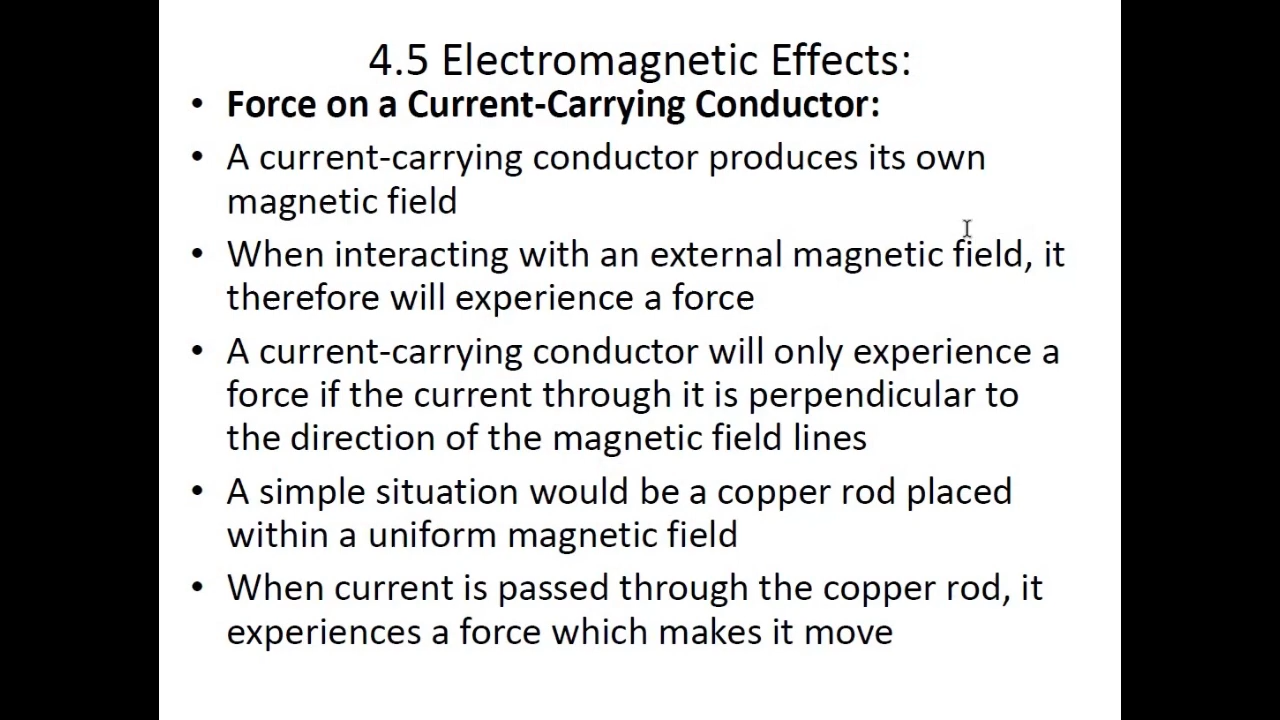 4.5 Electromagnetic Effects:
• Force on a Current-Carrying Conductor:
• A current-carrying conductor produces its own
magnetic field
• When interacting with an external magnetic field, it
therefore will experience a force
• A current-carrying conductor will only experience a
force if the current through it is perpendicular to
the direction of the magnetic field lines
• A simple situation would be a copper rod placed
within a uniform magnetic field
• When current is passed through the copper rod, it
experiences a force which makes it move